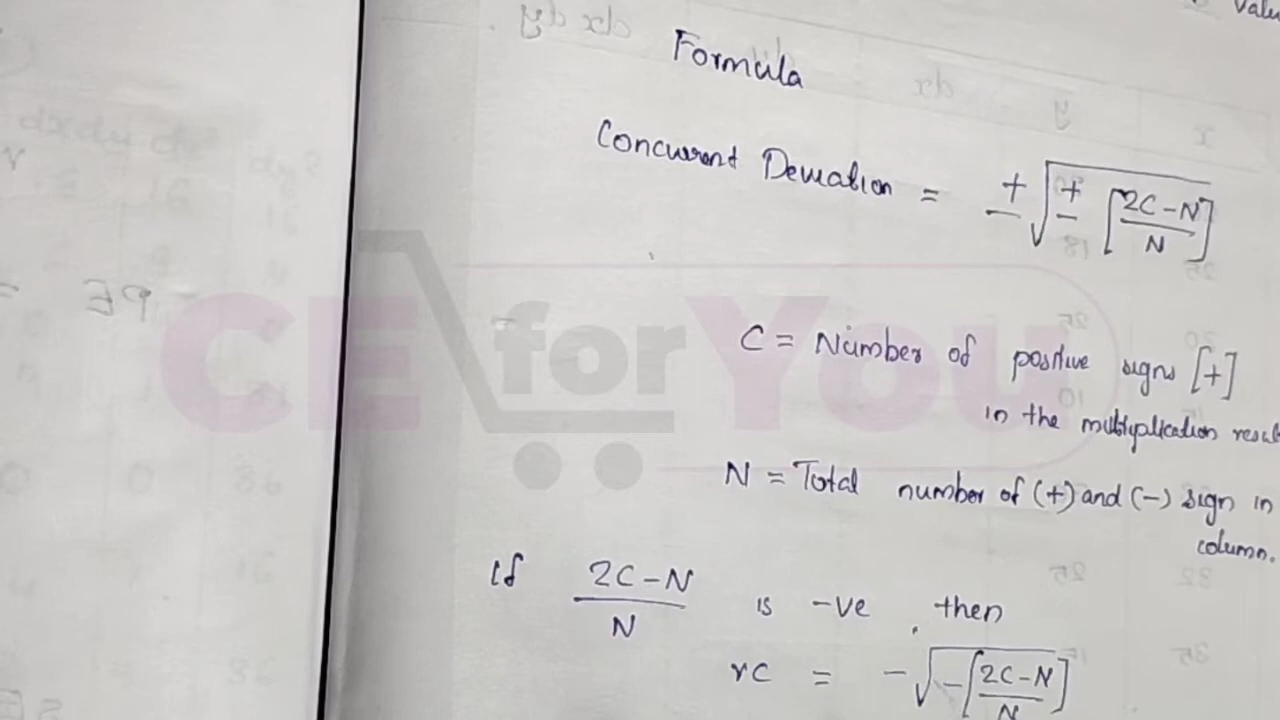 Formula
Concurrent Deviation = ± √± [2C-N / N]
C = Number of positive signs [+]
in the multiplication
N = Total number of (+) and (-) sign in
column.
If 2C-N / N is -ve then
rc = -√-[2C-N / N]
CEforYou